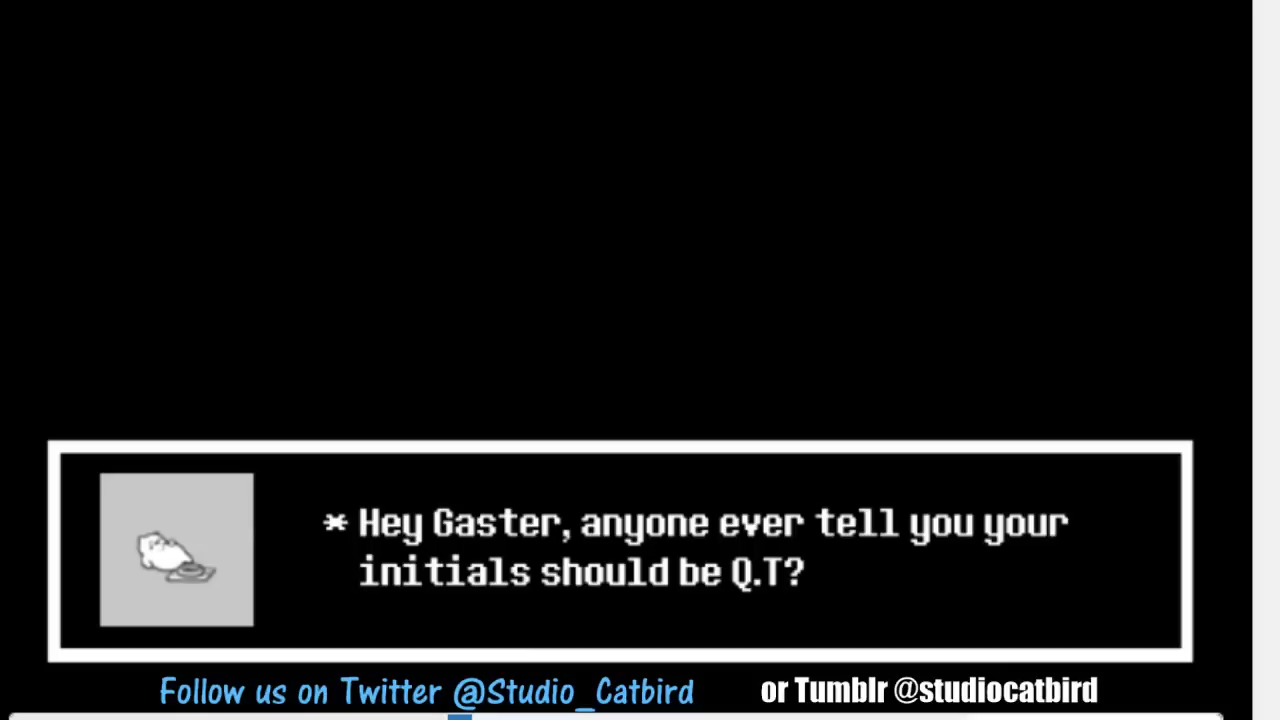 * Hey Gaster, anyone ever tell you your
initials should be Q.T?
Follow us on Twitter @Studio_Catbird or Tumblr @studiocatbird